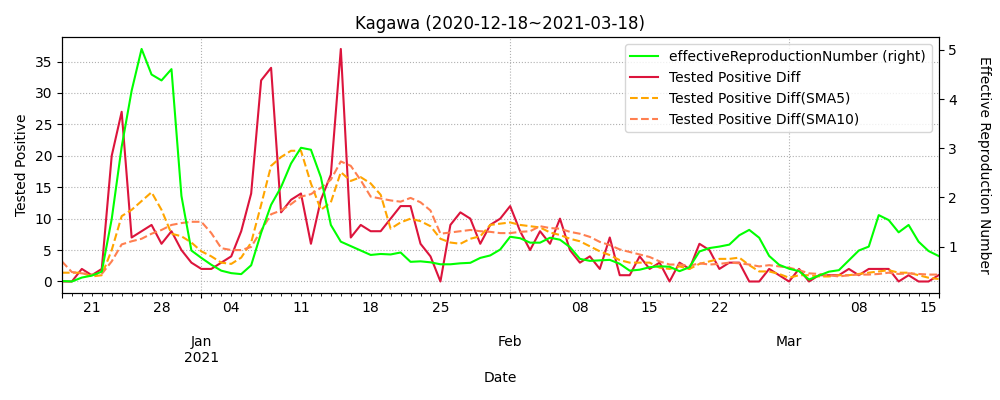 Kagawa (2020-12-18~2021-03-18)
effectiveReproductionNumber (right)
Tested Positive Diff
Tested Positive Diff(SMA5)
Tested Positive Diff(SMA10)
Tested Positive
35
30
25
20
15
10
5
0
5
4
3
2
1
Effective Reproduction Number
21 28 04 11 18 25 08 15 22 08 15
Jan Feb Mar
2021
Date